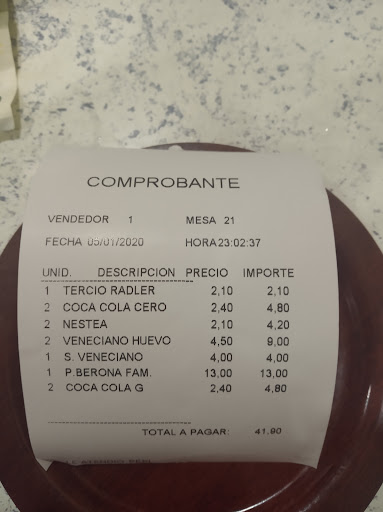 COMPROBANTE
VENDEDOR 1 MESA 21
FECHA 05/01/2020 HORA23:02:37
UNID. DESCRIPCION PRECIO IMPORTE
1 TERCIO RADLER 2,10 2,10
2 COCA COLA CERO 2,40 4,80
2 NESTEA 2,10 4,20
2 VENECIANO HUEVO 4,50 9,00
1 S. VENECIANO 4,00 4,00
1 P.BERONA FAM. 13,00 13,00
2 COCA COLA G 2,40 4,80
TOTAL A PAGAR: 41,90